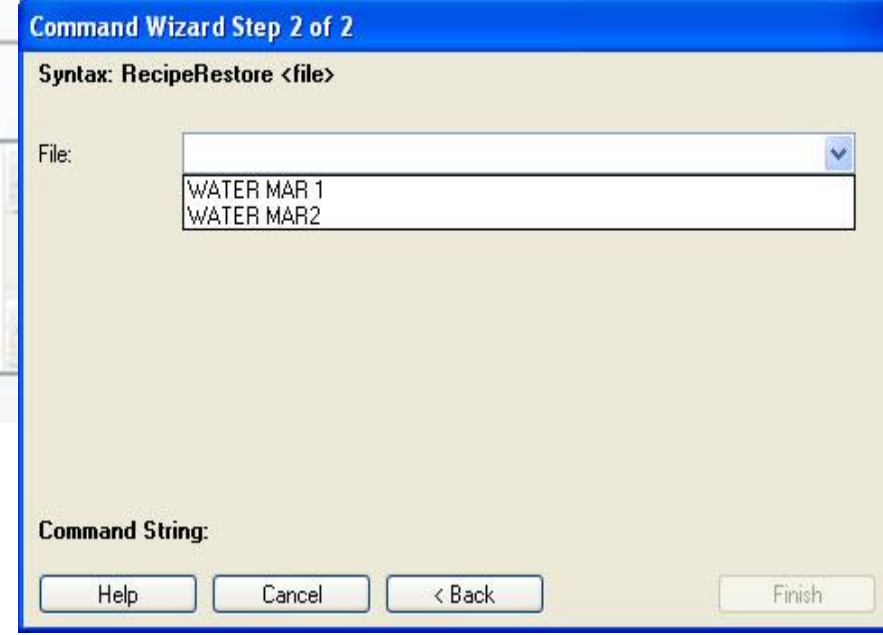 Command Wizard Step 2 of 2
Syntax: RecipeRestore <file>
File:
WATER MAR 1
WATER MAR2
Command String:
Help Cancel < Back Finish